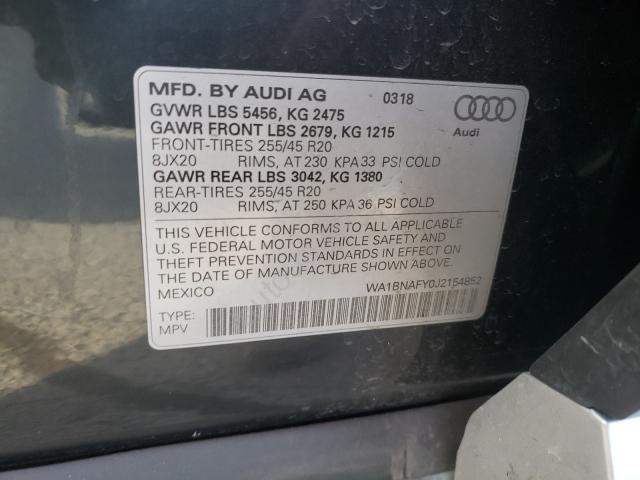 MFD. BY AUDI AG 0318
GVWR LBS 5456, KG 2475
GAWR FRONT LBS 2679, KG 1215
FRONT-TIRES 255/45 R20
8JX20 RIMS, AT 230 KPA 33 PSI COLD
GAWR REAR LBS 3042, KG 1380
REAR-TIRES 255/45 R20
8JX20 RIMS, AT 250 KPA 36 PSI COLD
Audi
THIS VEHICLE CONFORMS TO ALL APPLICABLE
U.S. FEDERAL MOTOR VEHICLE SAFETY AND
THEFT PREVENTION STANDARDS IN EFFECT ON
THE DATE OF MANUFACTURE SHOWN ABOVE.
MEXICO WA1BNAFY0J2154852
TYPE:
MPV